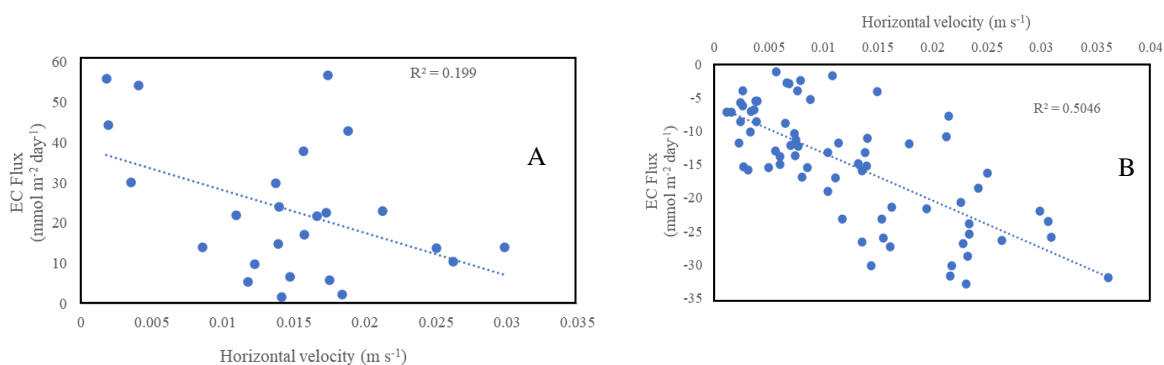 60
50
40
30
20
10
0
EC Flux
(mmol m⁻² day⁻¹)
R² = 0.199
A
0 0.005 0.01 0.015 0.02 0.025 0.03 0.035
Horizontal velocity (m s⁻¹)
Horizontal velocity (m s⁻¹)
0 0.005 0.01 0.015 0.02 0.025 0.03 0.04
0
-5
-10
-15
-20
-25
-30
-35
EC Flux
(mmol m⁻² day⁻¹)
R² = 0.5046
B